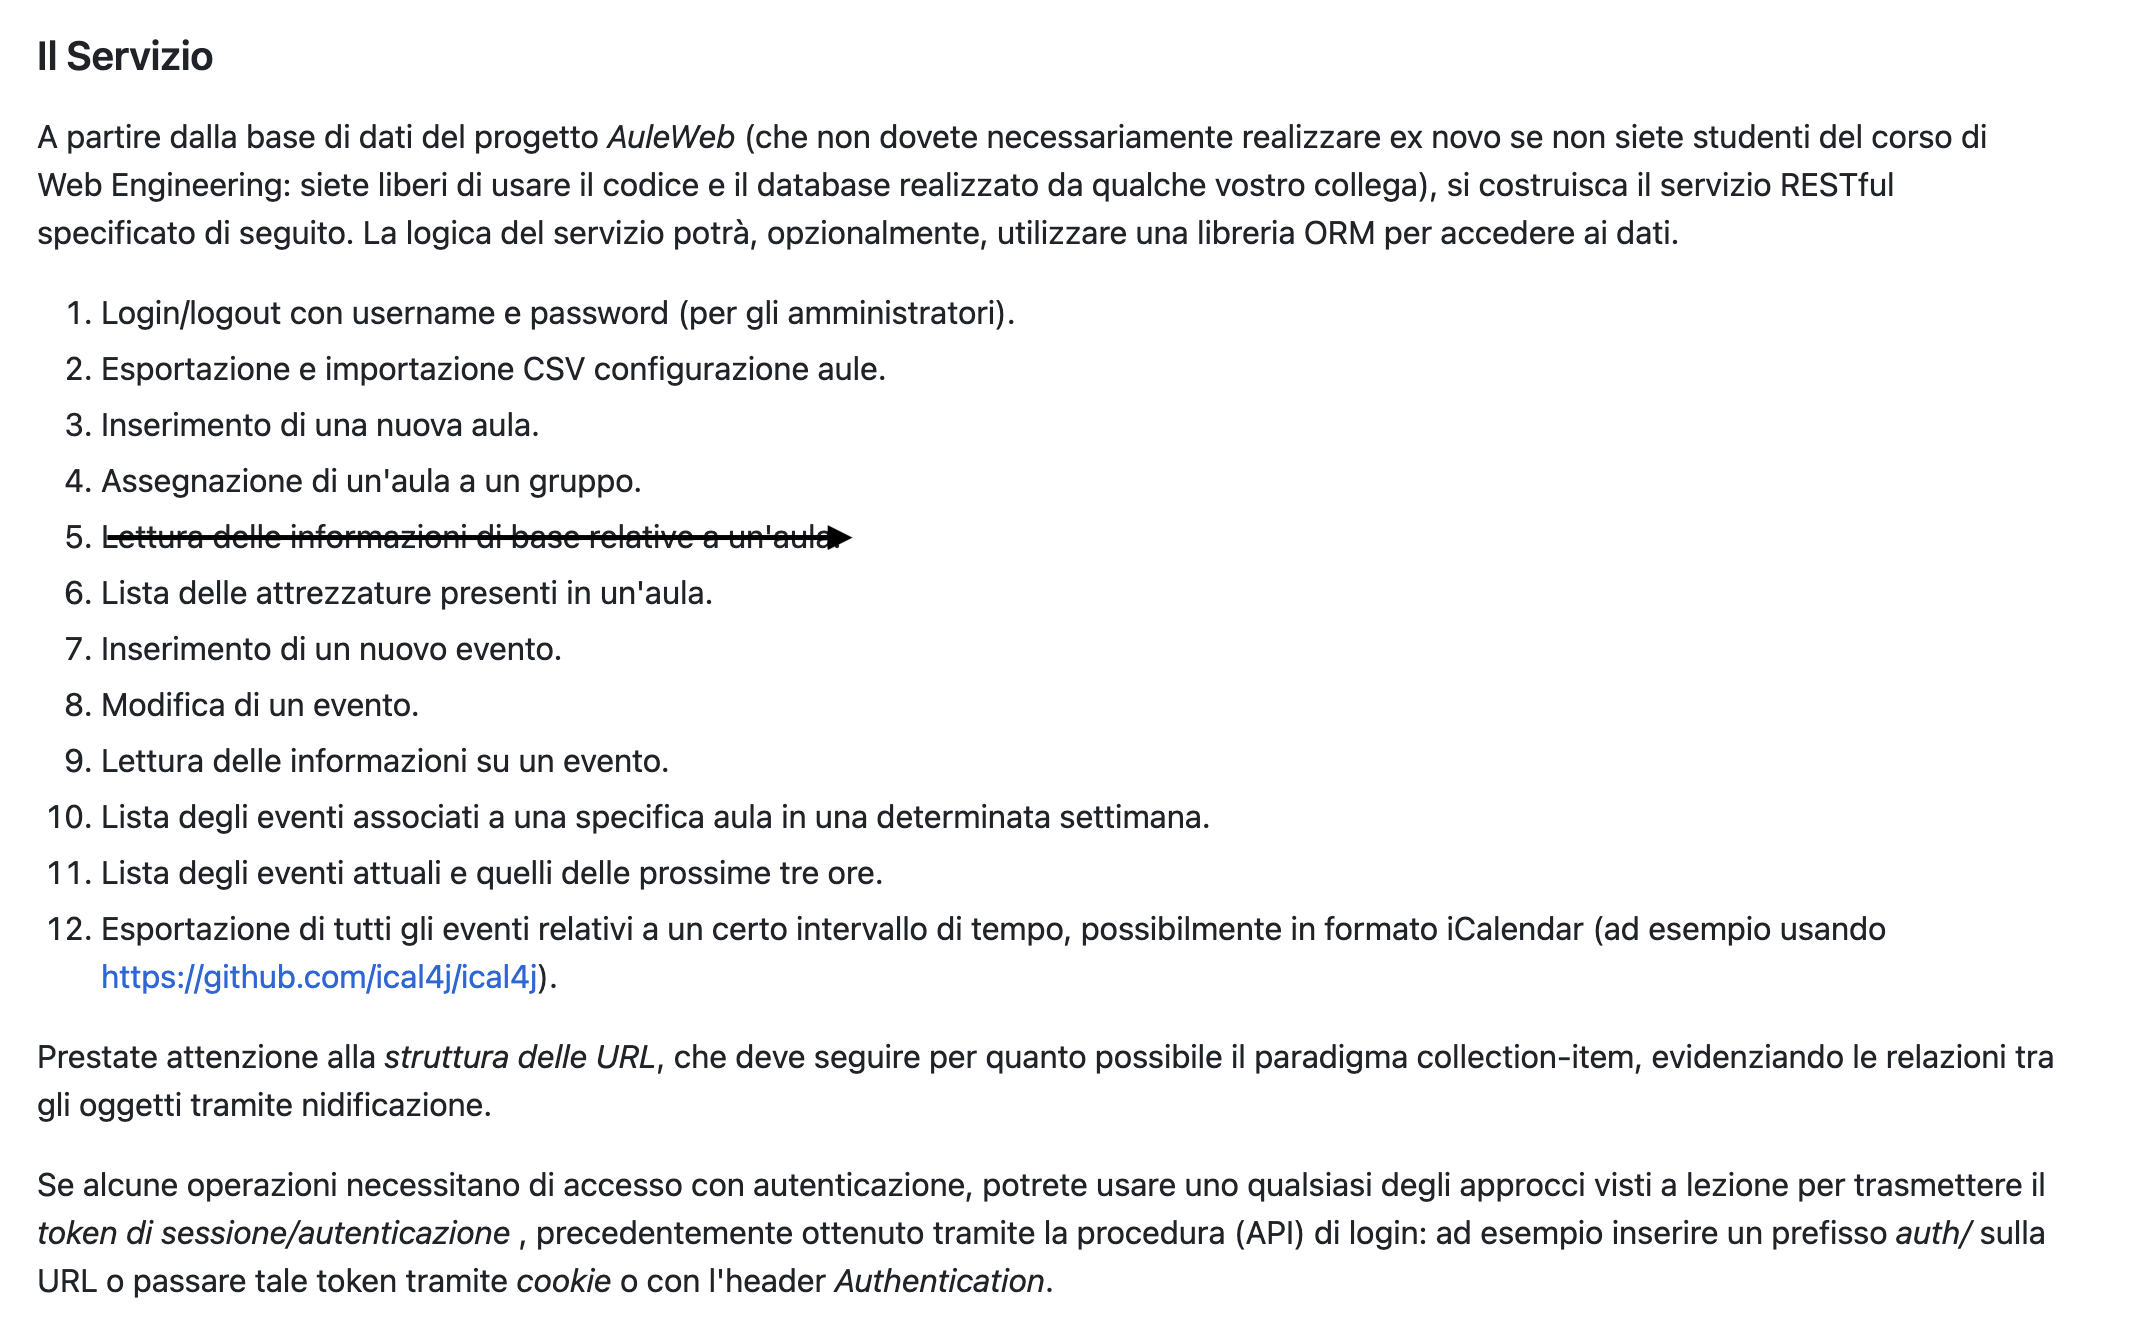 Il Servizio
A partire dalla base di dati del progetto AuleWeb (che non dovete necessariamente realizzare ex novo se non siete studenti del corso di
Web Engineering: siete liberi di usare il codice e il database realizzato da qualche vostro collega), si costruisca il servizio RESTful
specificato di seguito. La logica del servizio potrà, opzionalmente, utilizzare una libreria ORM per accedere ai dati.
1. Login/logout con username e password (per gli amministratori).
2. Esportazione e importazione CSV configurazione aule.
3. Inserimento di una nuova aula.
4. Assegnazione di un'aula a un gruppo.
5. Lettura delle informazioni di base relative a un'aula.
6. Lista delle attrezzature presenti in un'aula.
7. Inserimento di un nuovo evento.
8. Modifica di un evento.
9. Lettura delle informazioni su un evento.
10. Lista degli eventi associati a una specifica aula in una determinata settimana.
11. Lista degli eventi attuali e quelli delle prossime tre ore.
12. Esportazione di tutti gli eventi relativi a un certo intervallo di tempo, possibilmente in formato iCalendar (ad esempio usando
https://github.com/ical4j/ical4j).
Prestate attenzione alla struttura delle URL, che deve seguire per quanto possibile il paradigma collection-item, evidenziando le relazioni tra
gli oggetti tramite nidificazione.
Se alcune operazioni necessitano di accesso con autenticazione, potrete usare uno qualsiasi degli approcci visti a lezione per trasmettere il
token di sessione/autenticazione , precedentemente ottenuto tramite la procedura (API) di login: ad esempio inserire un prefisso auth/ sulla
URL o passare tale token tramite cookie o con l'header Authentication.